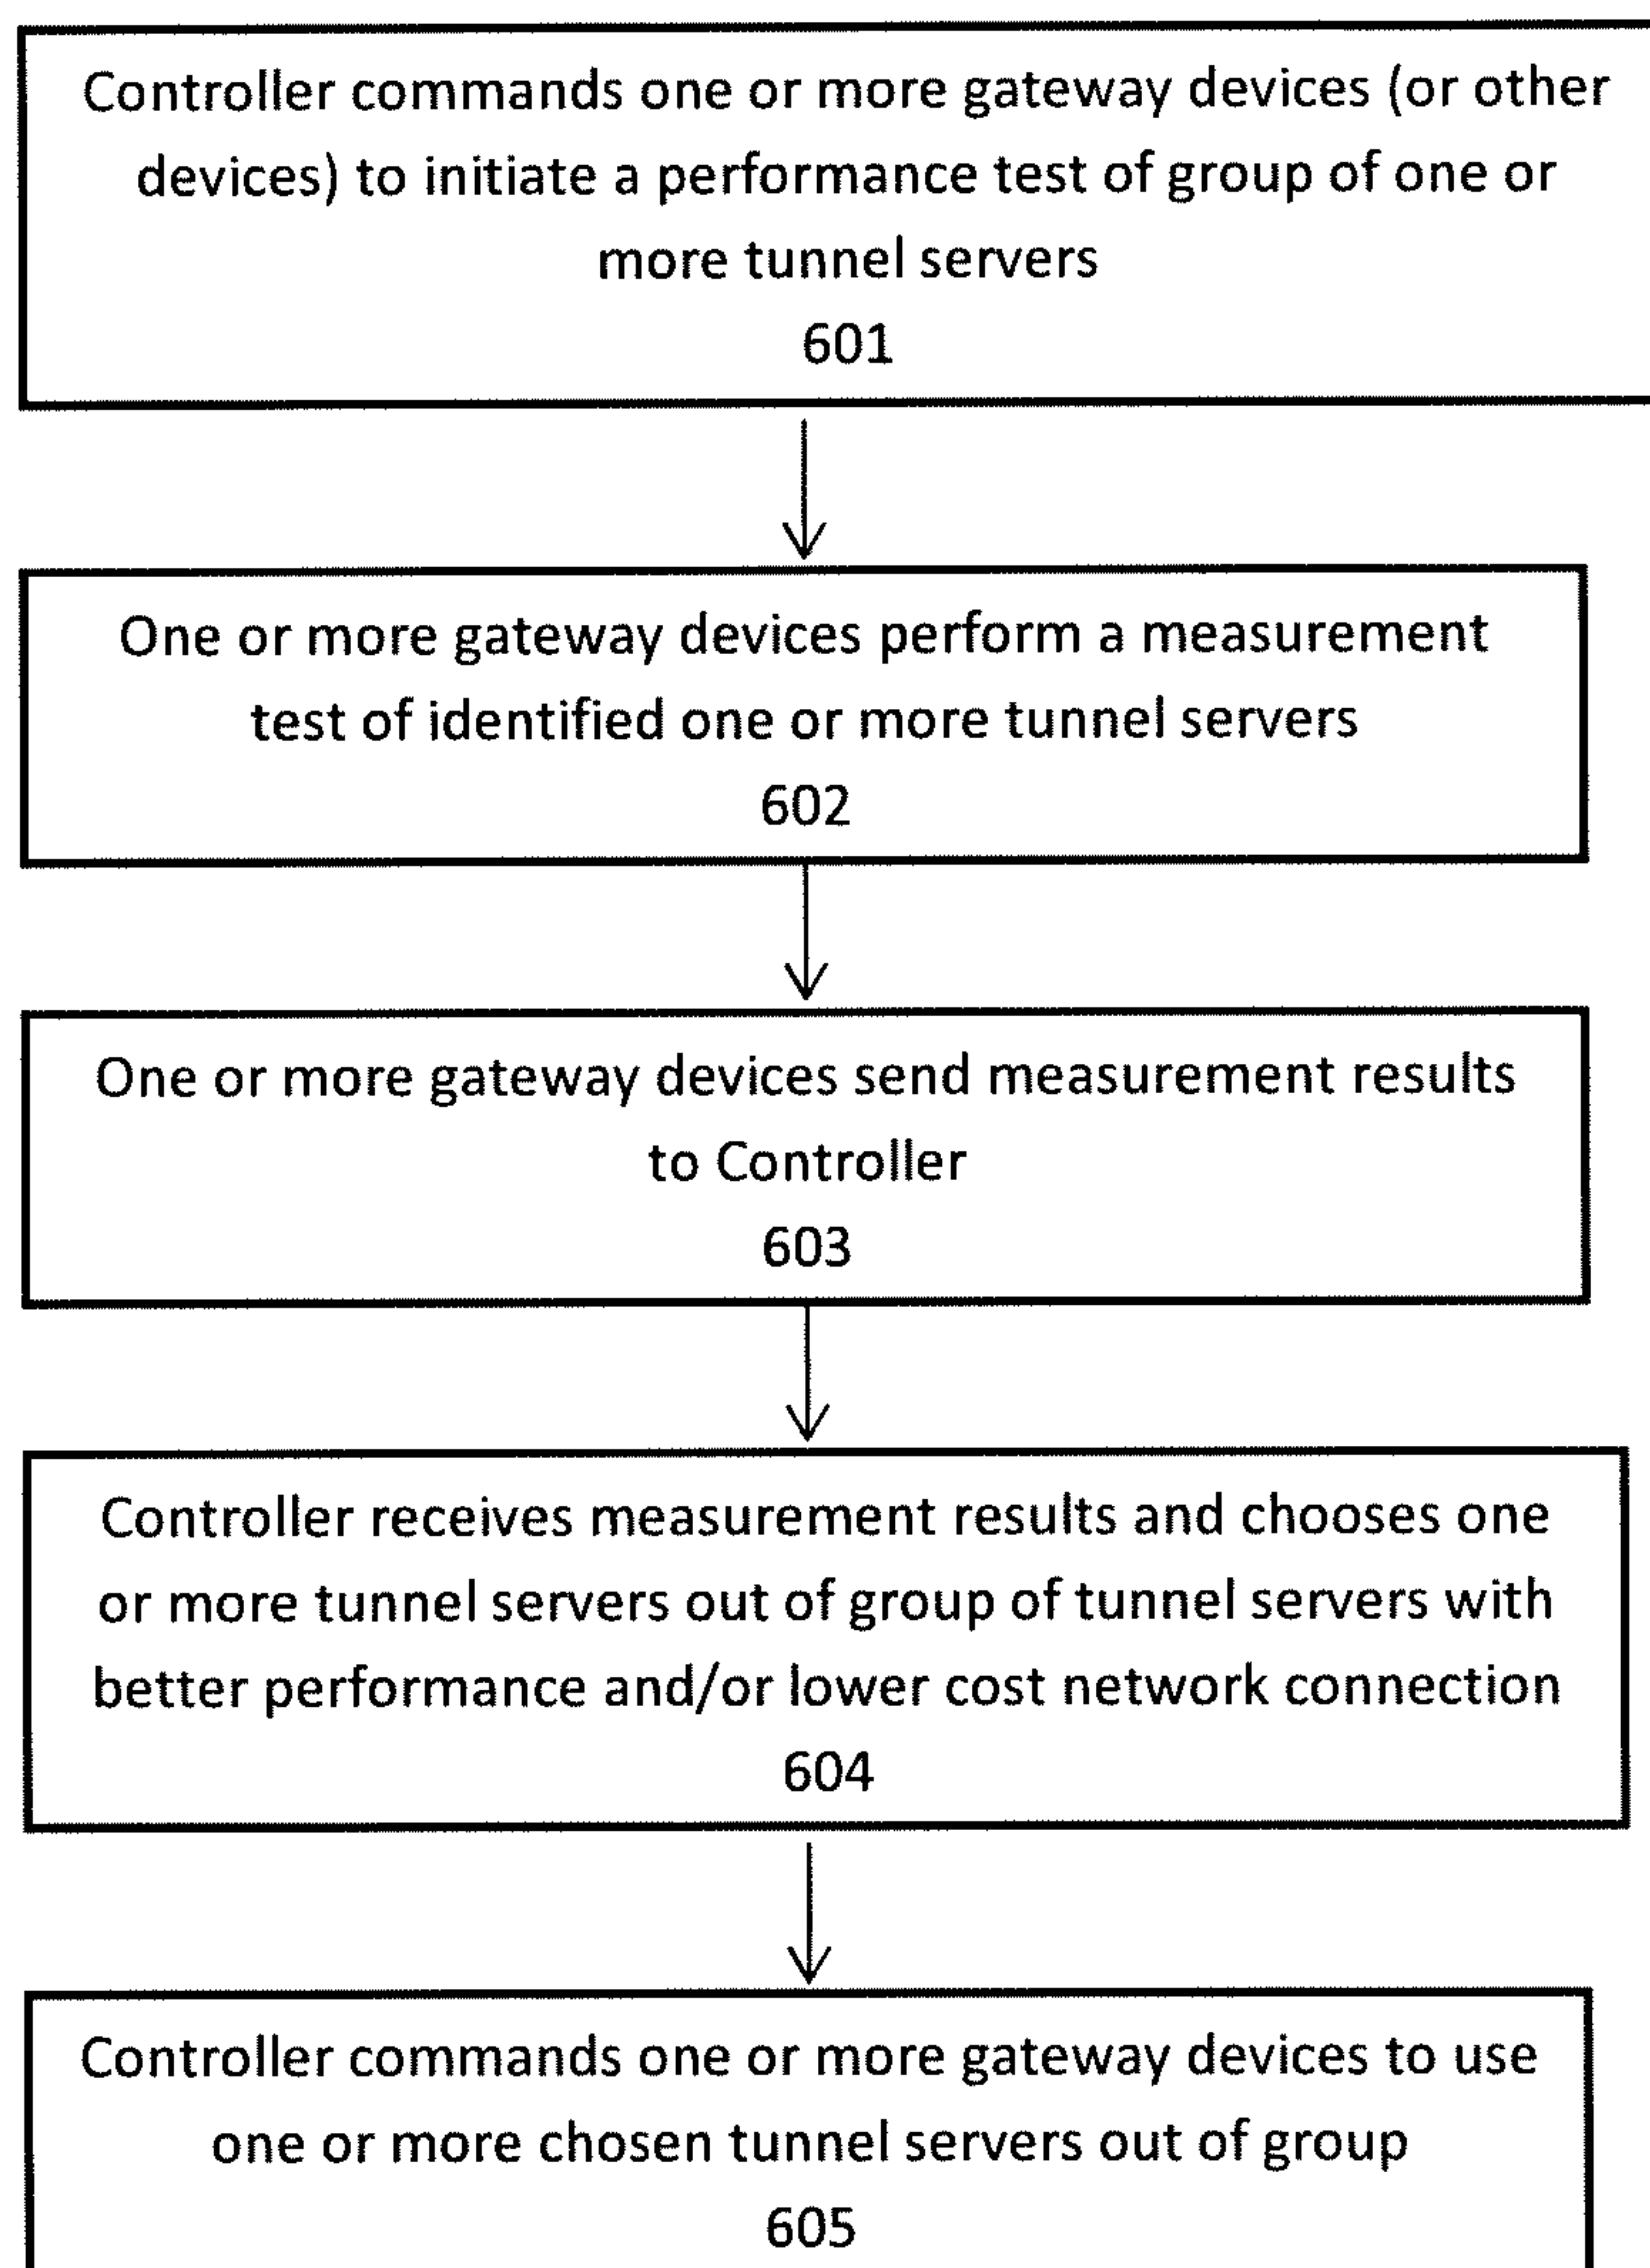 Controller commands one or more gateway devices (or other
devices) to initiate a performance test of group of one or
more tunnel servers
601
One or more gateway devices perform a measurement
test of identified one or more tunnel servers
602
One or more gateway devices send measurement results
to Controller
603
Controller receives measurement results and chooses one
or more tunnel servers out of group of tunnel servers with
better performance and/or lower cost network connection
604
Controller commands one or more gateway devices to use
one or more chosen tunnel servers out of group
605